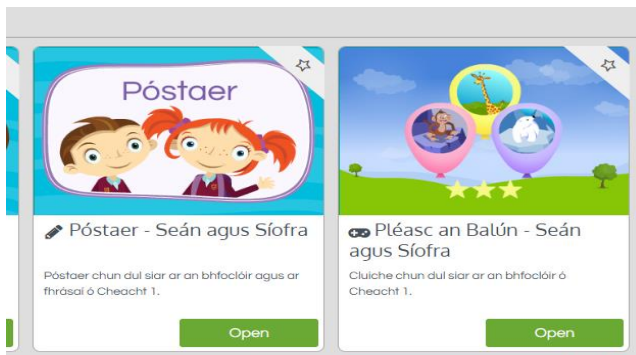 Póstaer
Póstaer - Seán agus Síofra
Póstaer chun dul siar ar an bhfoclóir agus ar
fhrásaí ó Cheacht 1.
Open
Pléasc an Balún - Seán
agus Síofra
Cluiche chun dul siar ar an bhfoclóir ó
Cheacht 1.
Open